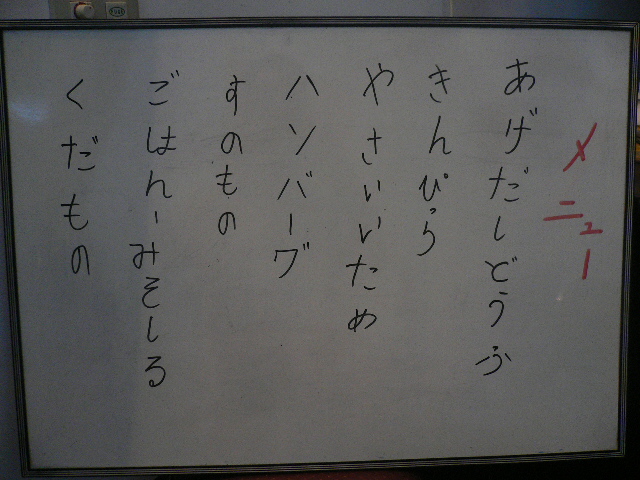 メニュー
あげだしどうふ
きんぴら
やさいいため
ハンバーグ
すのもの
ごはん・みそしる
くだもの